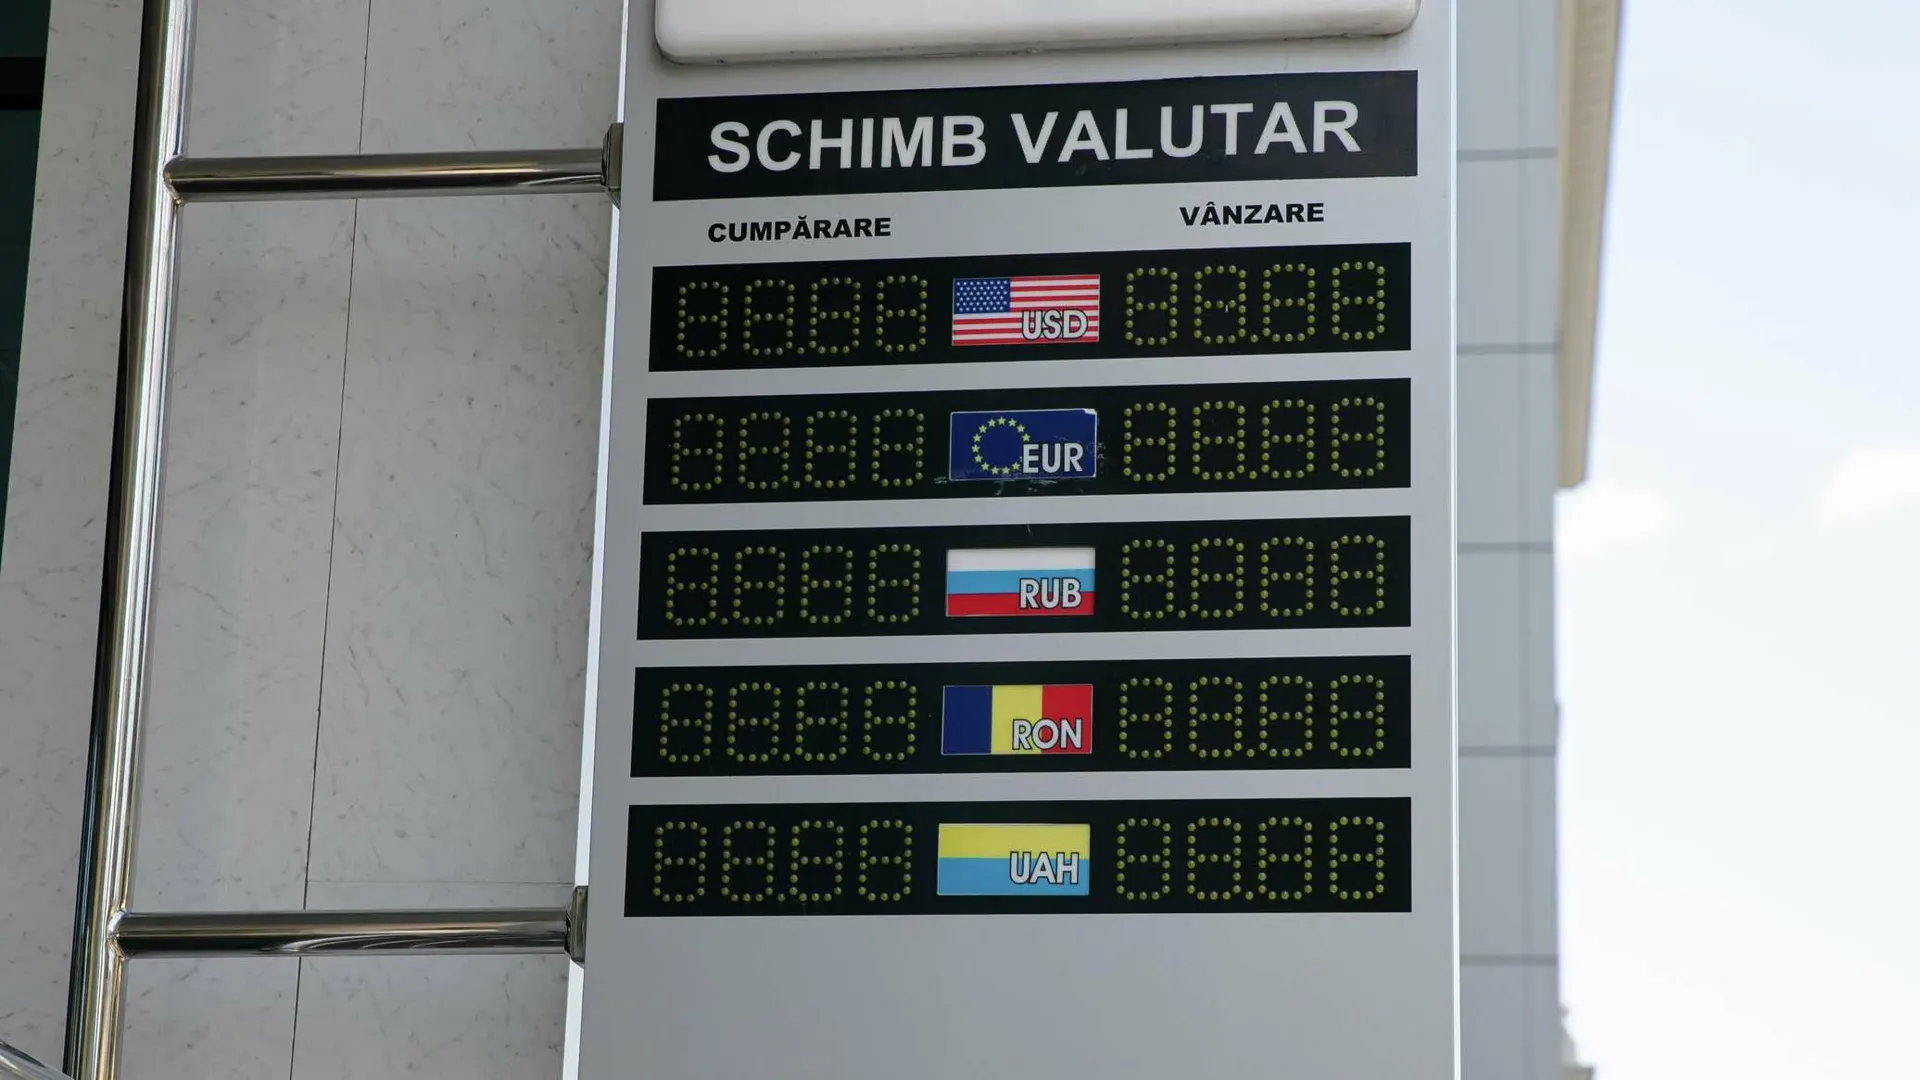 SCHIMB VALUTAR
CUMPĂRARE VÂNZARE
USD
EUR
RUB
RON
UAH